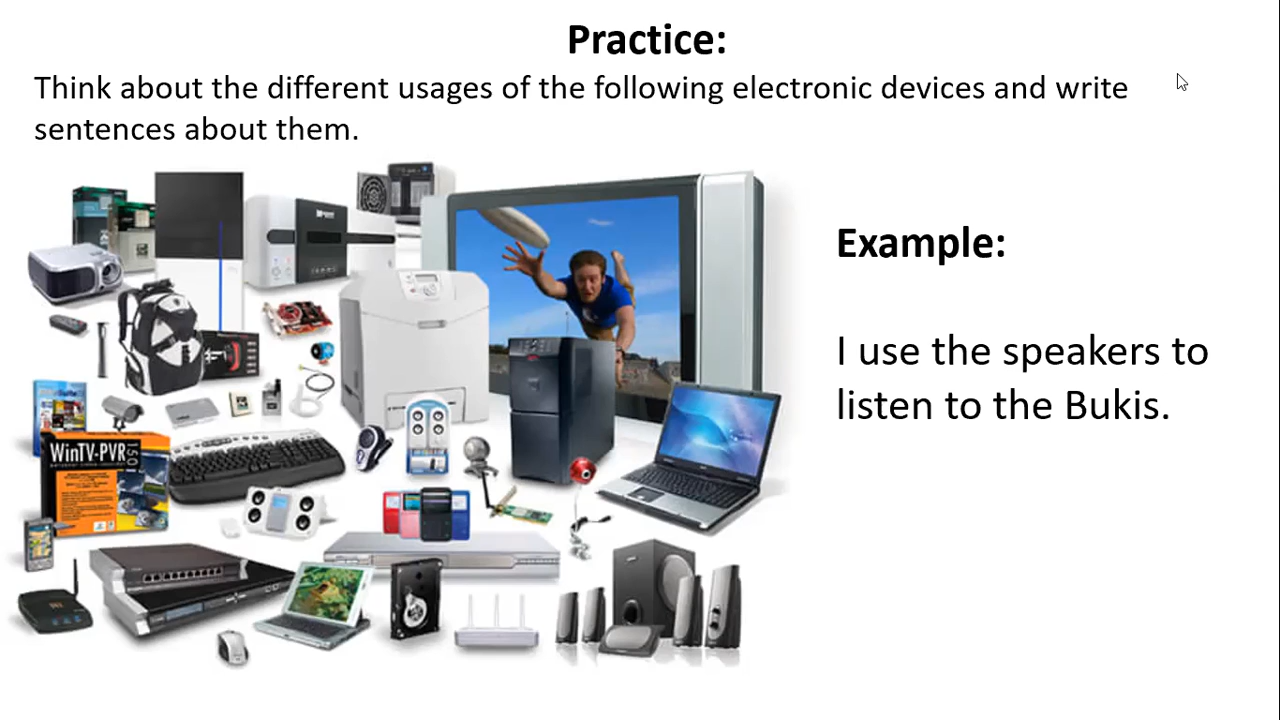 Practice:
Think about the different usages of the following electronic devices and write
sentences about them.
Example:
I use the speakers to
listen to the Bukis.
WinTV-PVR
150